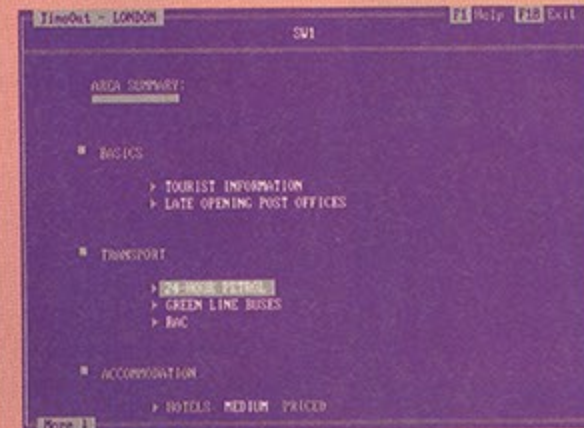 TimeOut - LONDON F1 Help F10 Exit
SW1
AREA SUMMARY:
BASICS
TOURIST INFORMATION
LATE OPENING POST OFFICES
TRANSPORT
24-HOUR PETROL
GREEN LINE BUSES
RAC
ACCOMMODATION
HOTELS MEDIUM PRICED
More